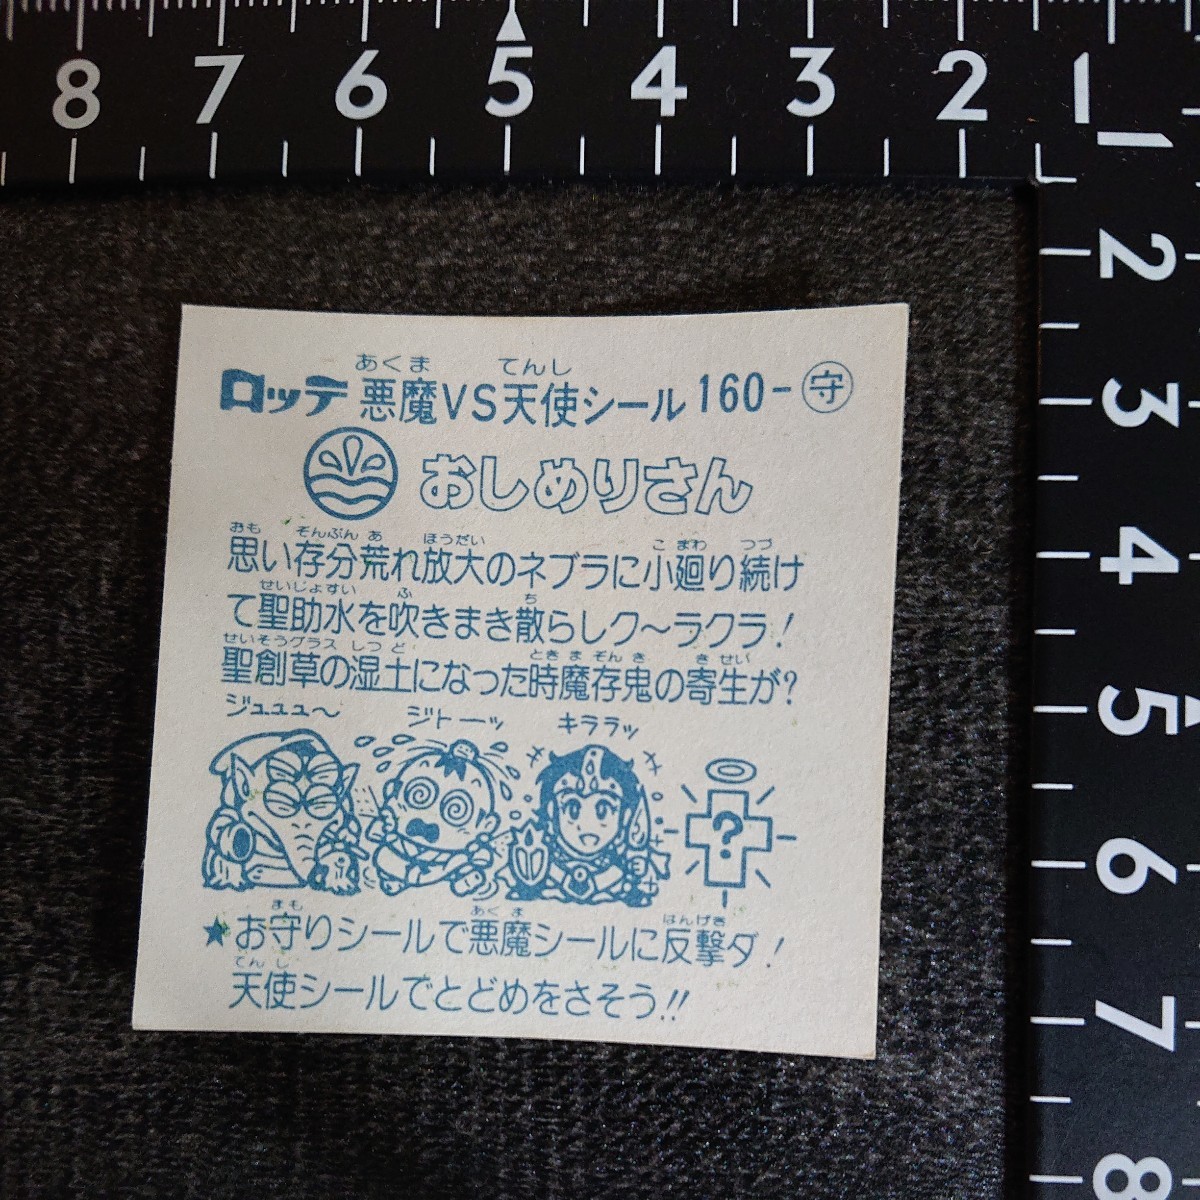 8 7 6 5 4 3 2 1
1
2
3
4
5
6
7
8
ロッテ 悪魔VS天使シール 160-守
あくま てんし
おしめりさん
おも そんぶん あ ほうだい こ まわ つづ
思い存分荒れ放大のネブラに小廻り続け
せいじょすい ふ ち
て聖助水を吹きまき散らしク〜ラクラ!
せいそうグラス しつ ど とき ま ぞん き き せい
聖創草の湿土になった時魔存鬼の寄生が?
ジュュュ〜 ジトーッ キララッ
?
まも あく ま はんげき
★お守りシールで悪魔シールに反撃ダ!
てん し
天使シールでとどめをさそう!!